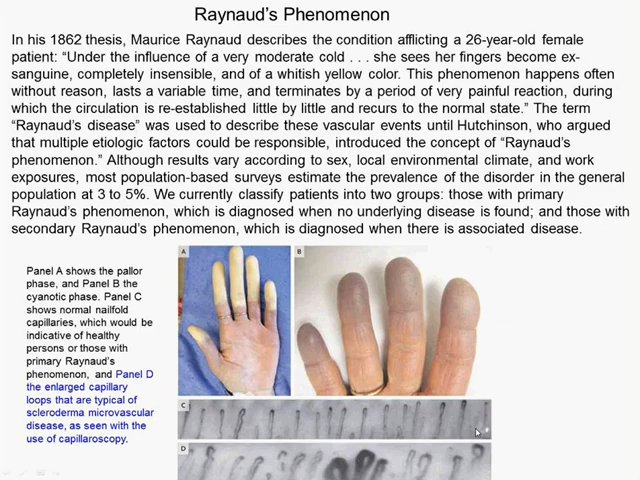 Raynaud's Phenomenon
In his 1862 thesis, Maurice Raynaud describes the condition afflicting a 26-year-old female
patient: "Under the influence of a very moderate cold . . . she sees her fingers become ex-
sanguine, completely insensible, and of a whitish yellow color. This phenomenon happens often
without reason, lasts a variable time, and terminates by a period of very painful reaction, during
which the circulation is re-established little by little and recurs to the normal state." The term
"Raynaud's disease" was used to describe these vascular events until Hutchinson, who argued
that multiple etiologic factors could be responsible, introduced the concept of "Raynaud's
phenomenon." Although results vary according to sex, local environmental climate, and work
exposures, most population-based surveys estimate the prevalence of the disorder in the general
population at 3 to 5%. We currently classify patients into two groups: those with primary
Raynaud's phenomenon, which is diagnosed when no underlying disease is found; and those with
secondary Raynaud's phenomenon, which is diagnosed when there is associated disease.
Panel A shows the pallor
phase, and Panel B the
cyanotic phase. Panel C
shows normal nailfold
capillaries, which would be
indicative of healthy
persons or those with
primary Raynaud's
phenomenon, and Panel D
the enlarged capillary
loops that are typical of
scleroderma microvascular
disease, as seen with the
use of capillaroscopy.
A
B
C
D